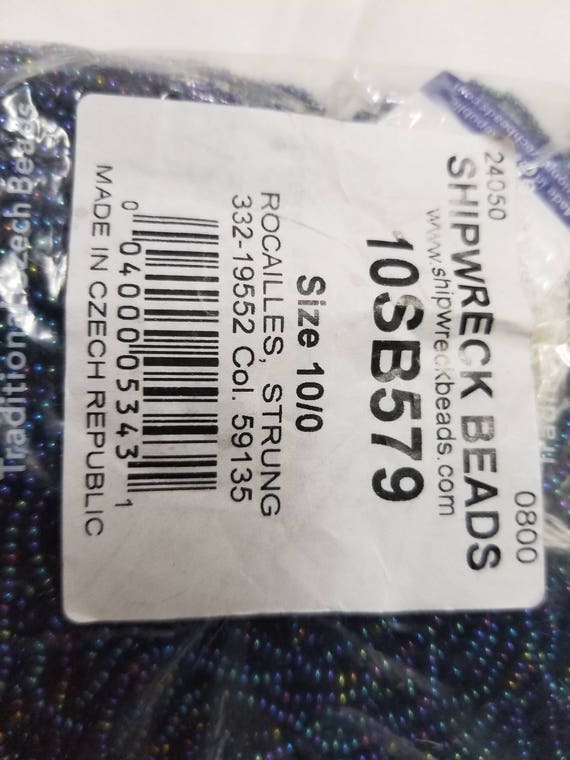 24050 0800
SHIPWRECK BEADS
www.shipwreckbeads.com
10SB579
Size 10/0
ROCAILLES, STRUNG
332-19552 Col. 59135
0 04000 05343 1
MADE IN CZECH REPUBLIC
Traditional Czech Beads